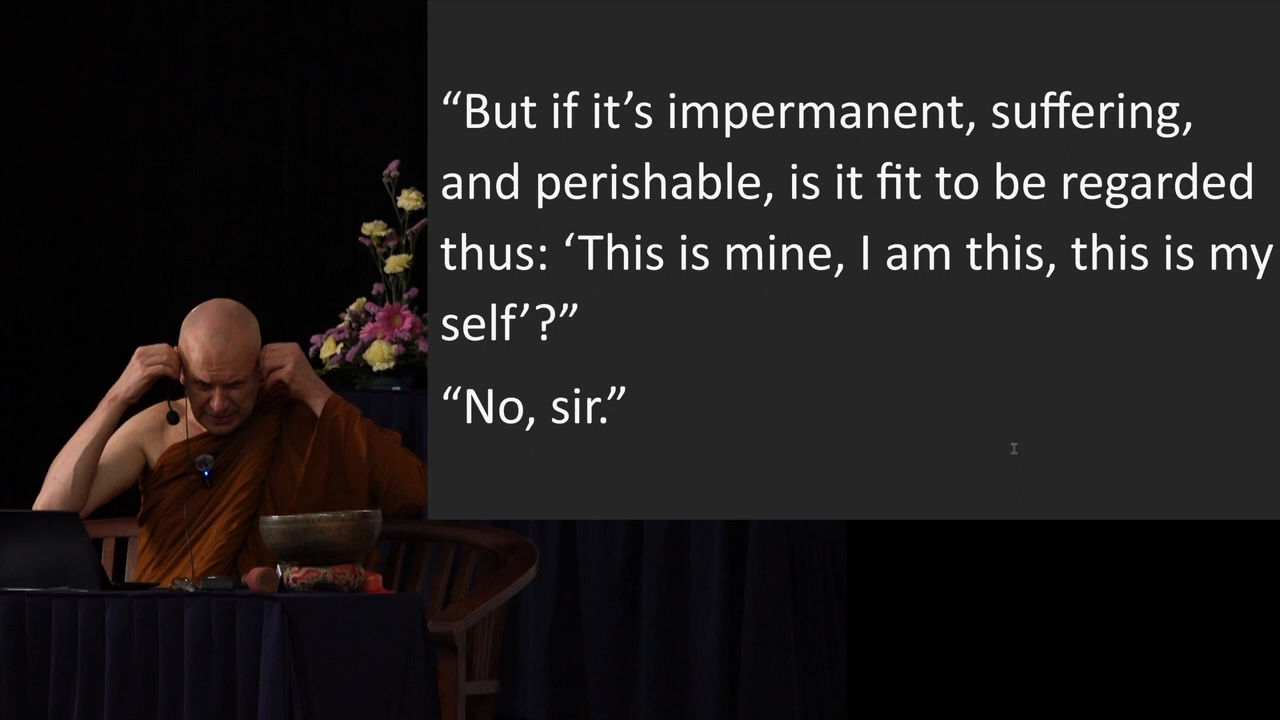 “But if it’s impermanent, suffering,
and perishable, is it fit to be regarded
thus: ‘This is mine, I am this, this is my
self’?”
“No, sir.”